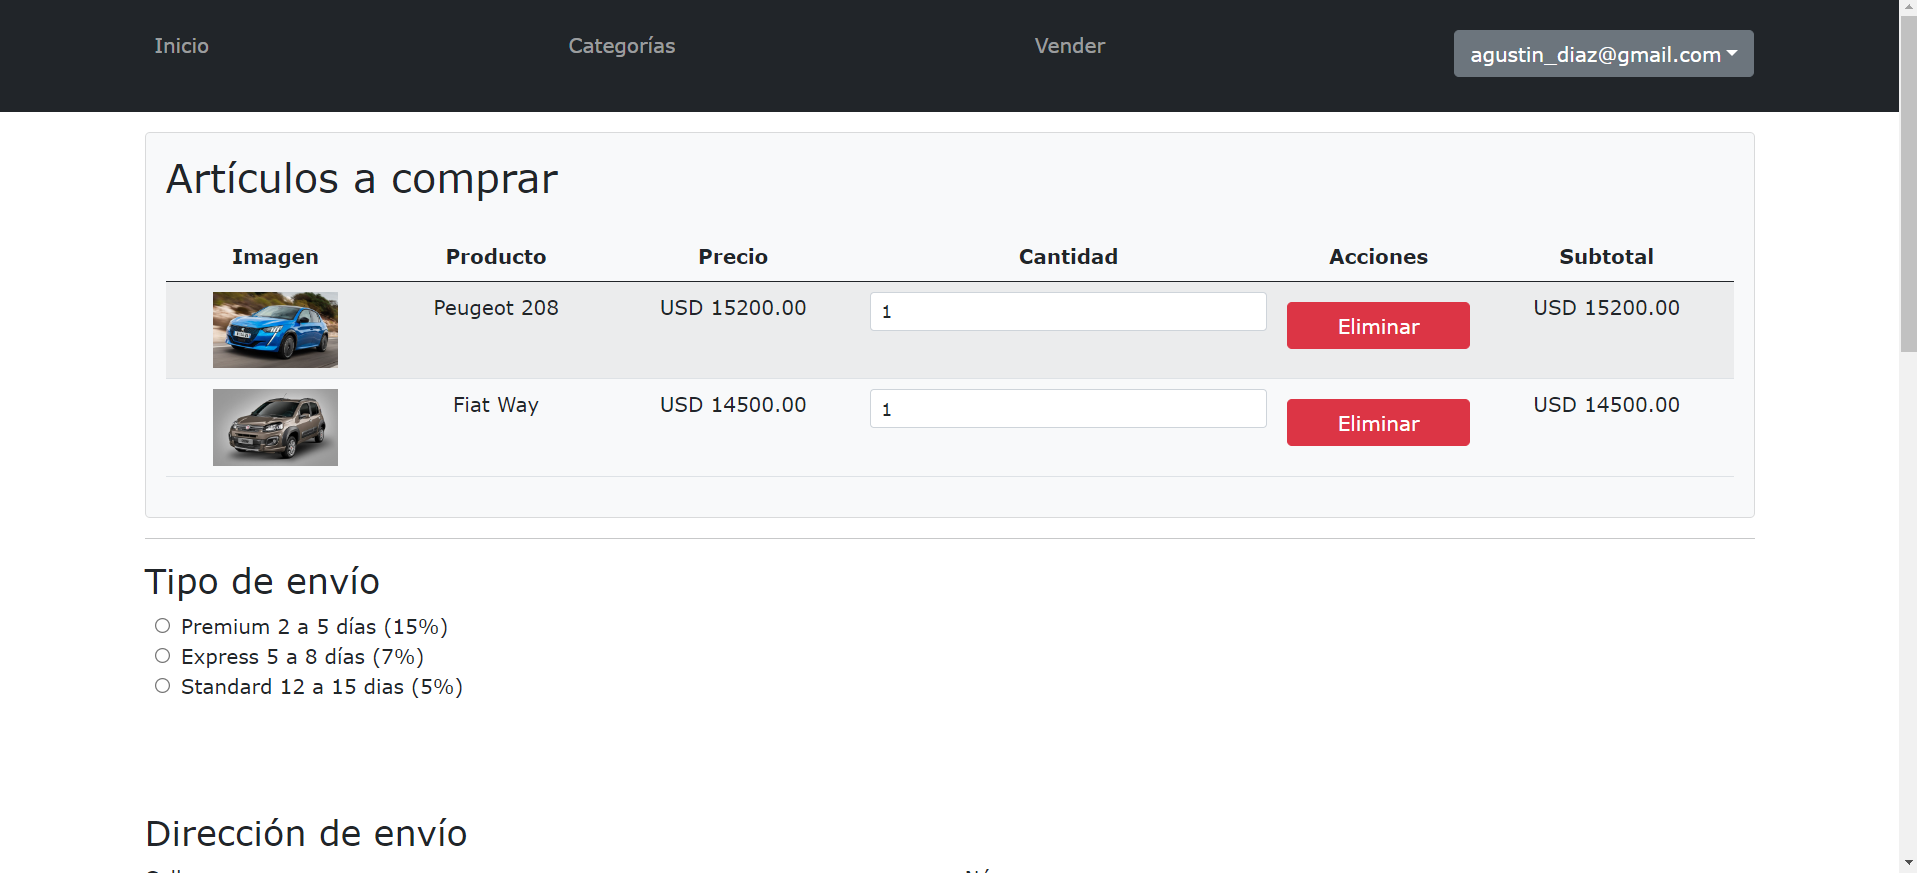 Inicio Categorías Vender agustin_diaz@gmail.com
Artículos a comprar
Imagen Producto Precio Cantidad Acciones Subtotal
Peugeot 208 USD 15200.00 1 Eliminar USD 15200.00
Fiat Way USD 14500.00 1 Eliminar USD 14500.00
Tipo de envío
Premium 2 a 5 días (15%)
Express 5 a 8 días (7%)
Standard 12 a 15 dias (5%)
Dirección de envío